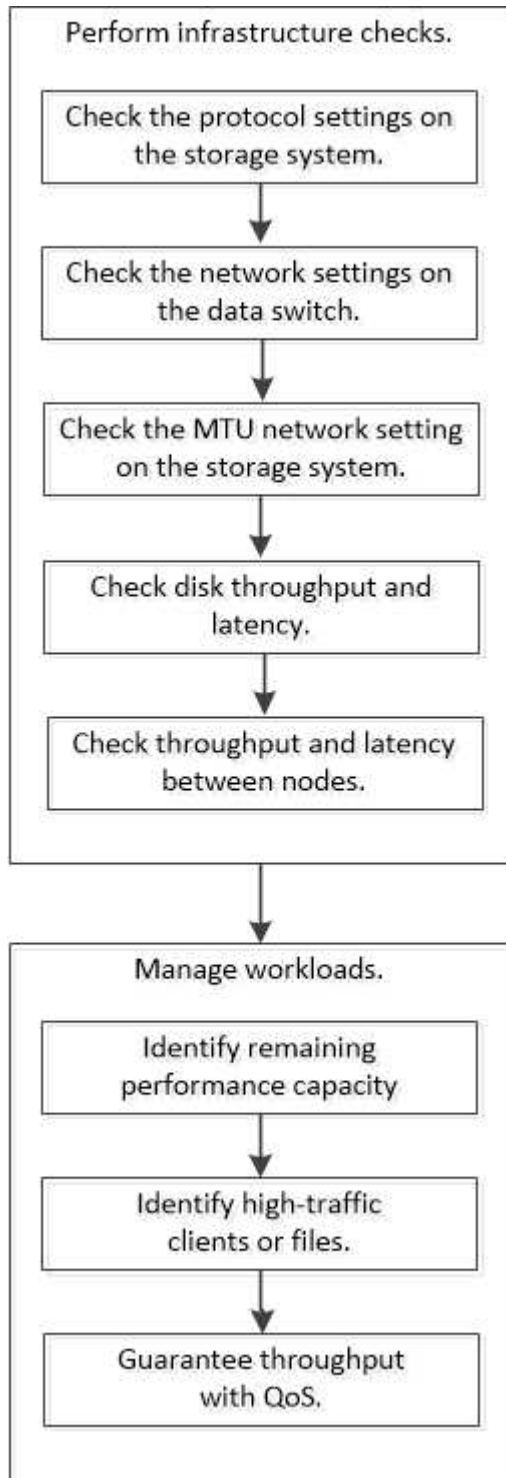 Perform infrastructure checks.
Check the protocol settings on
the storage system.
Check the network settings on
the data switch.
Check the MTU network setting
on the storage system.
Check disk throughput and
latency.
Check throughput and latency
between nodes.
Manage workloads.
Identify remaining
performance capacity
Identify high-traffic
clients or files.
Guarantee throughput
with QoS.